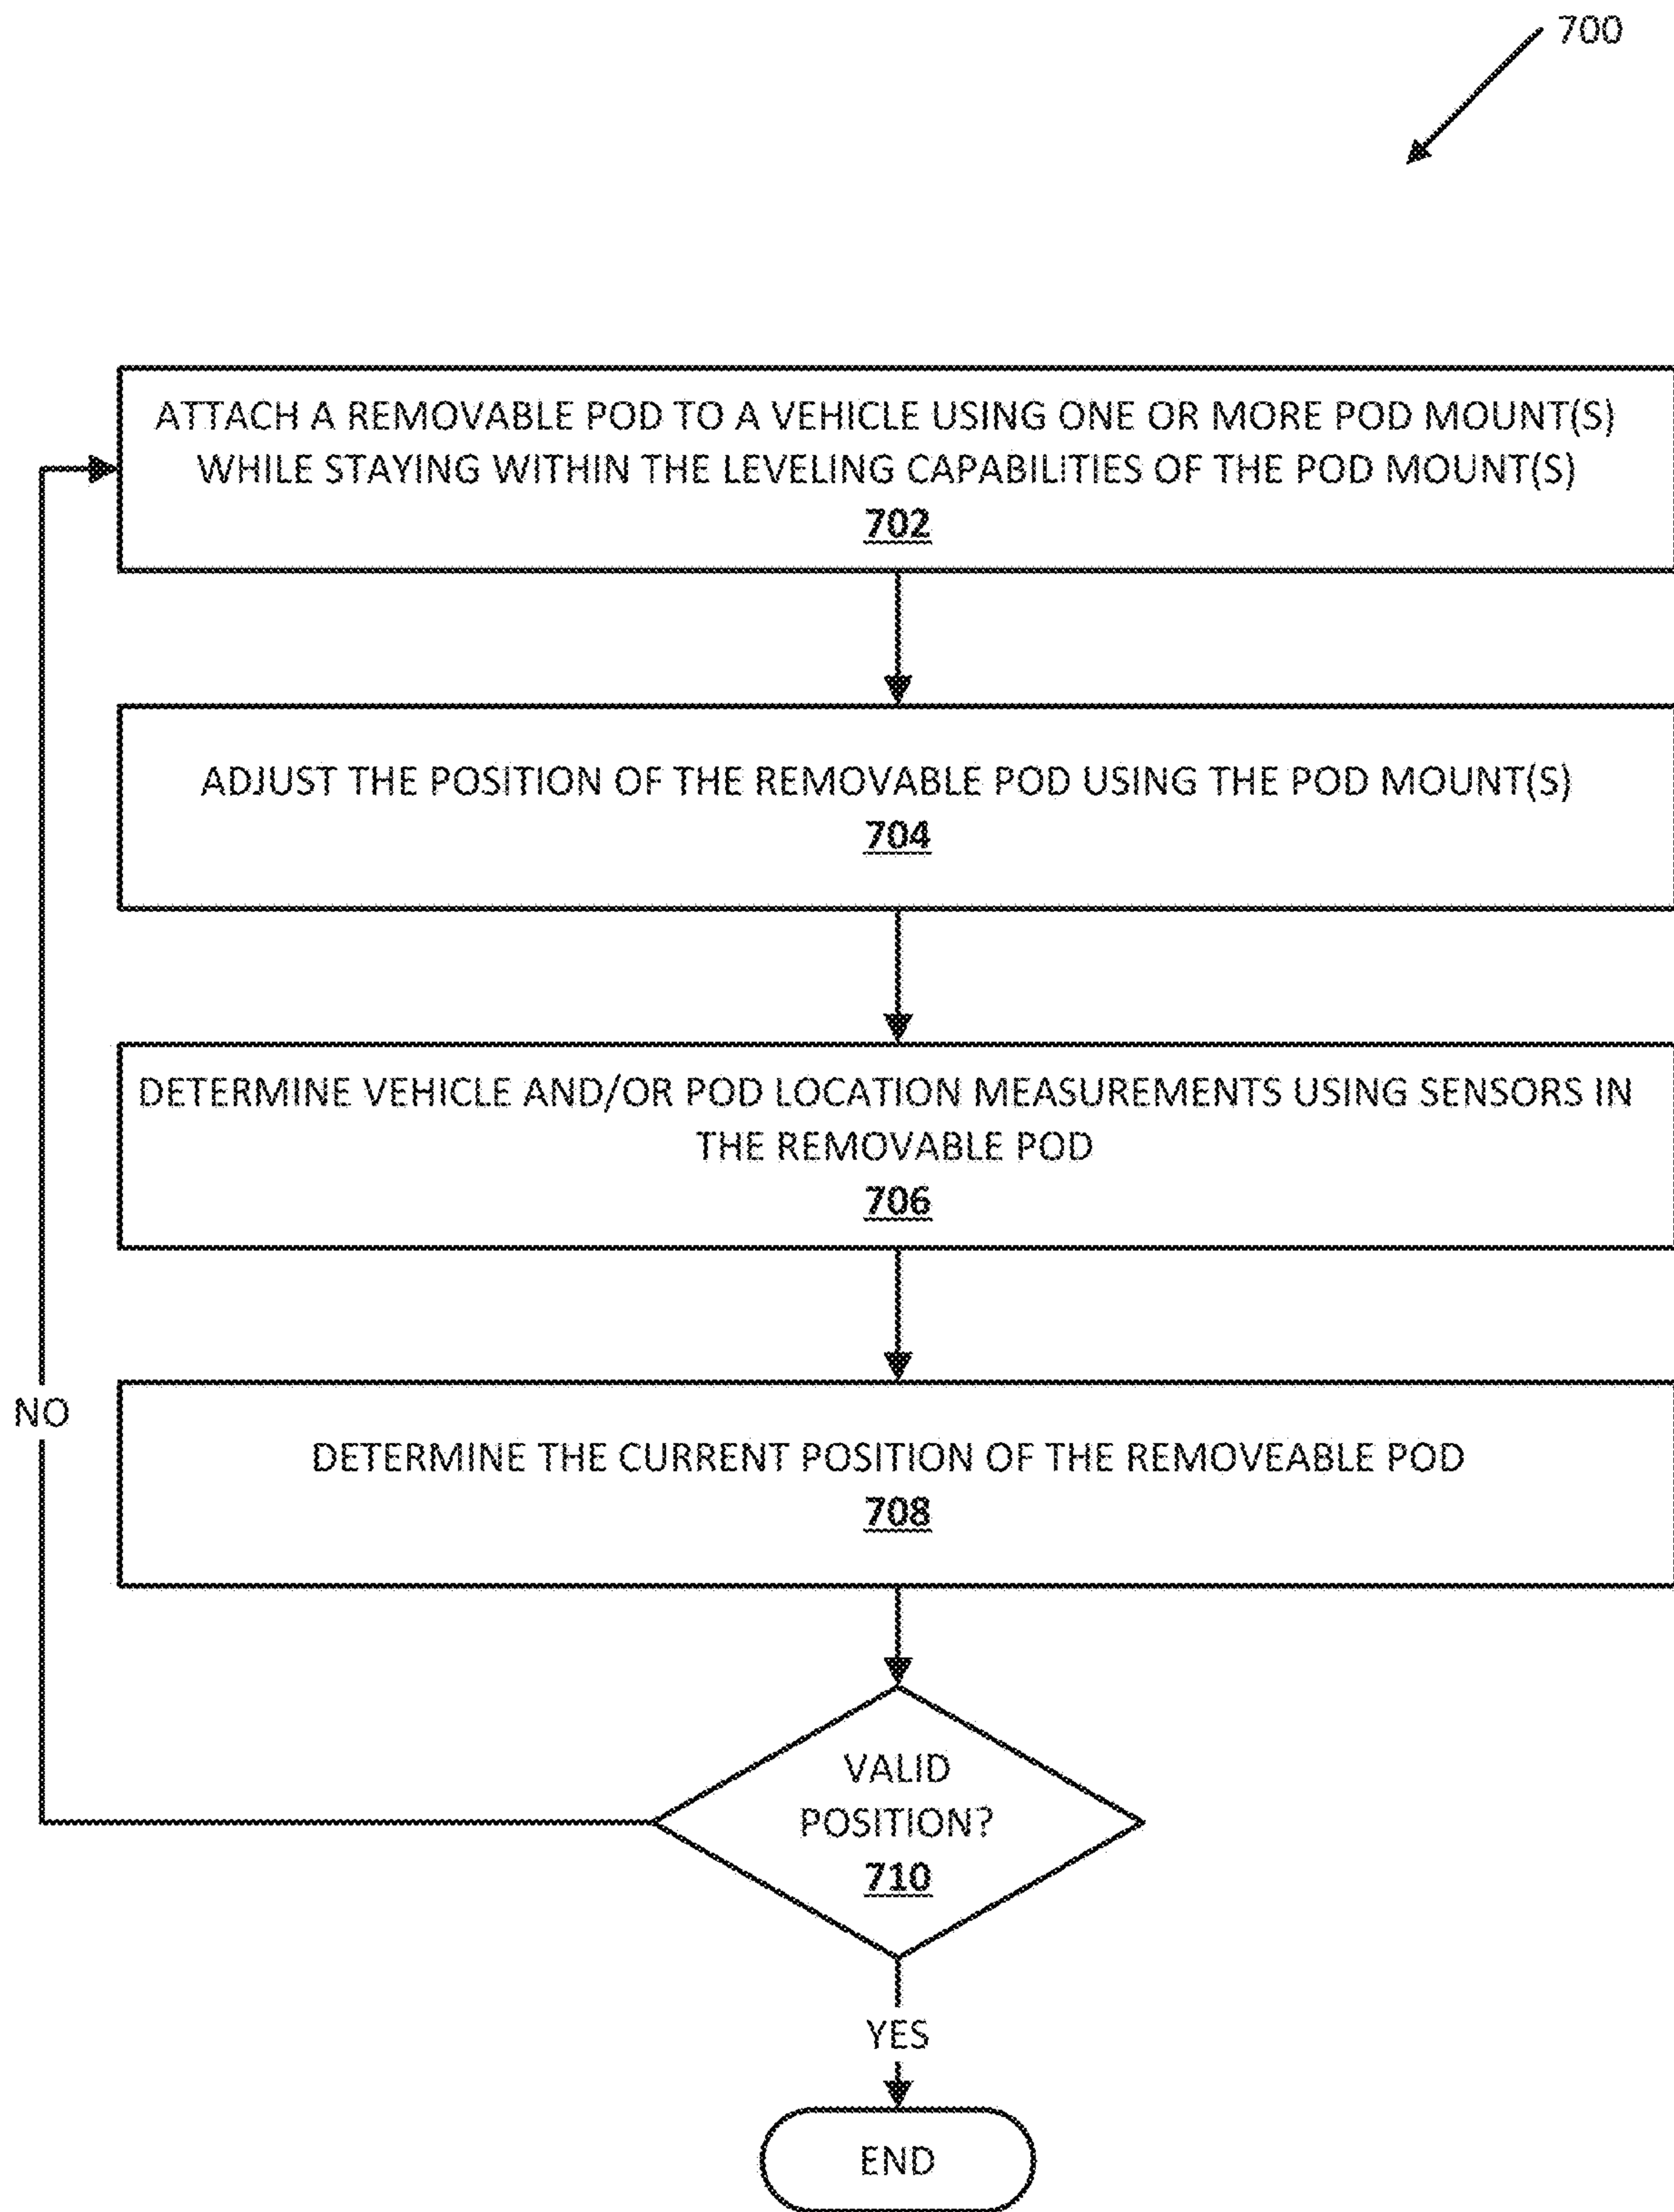 700
ATTACH A REMOVABLE POD TO A VEHICLE USING ONE OR MORE POD MOUNT(S)
WHILE STAYING WITHIN THE LEVELING CAPABILITIES OF THE POD MOUNT(S)
702
ADJUST THE POSITION OF THE REMOVABLE POD USING THE POD MOUNT(S)
704
DETERMINE VEHICLE AND/OR POD LOCATION MEASUREMENTS USING SENSORS IN
THE REMOVABLE POD
706
DETERMINE THE CURRENT POSITION OF THE REMOVEABLE POD
708
NO
VALID
POSITION?
710
YES
END